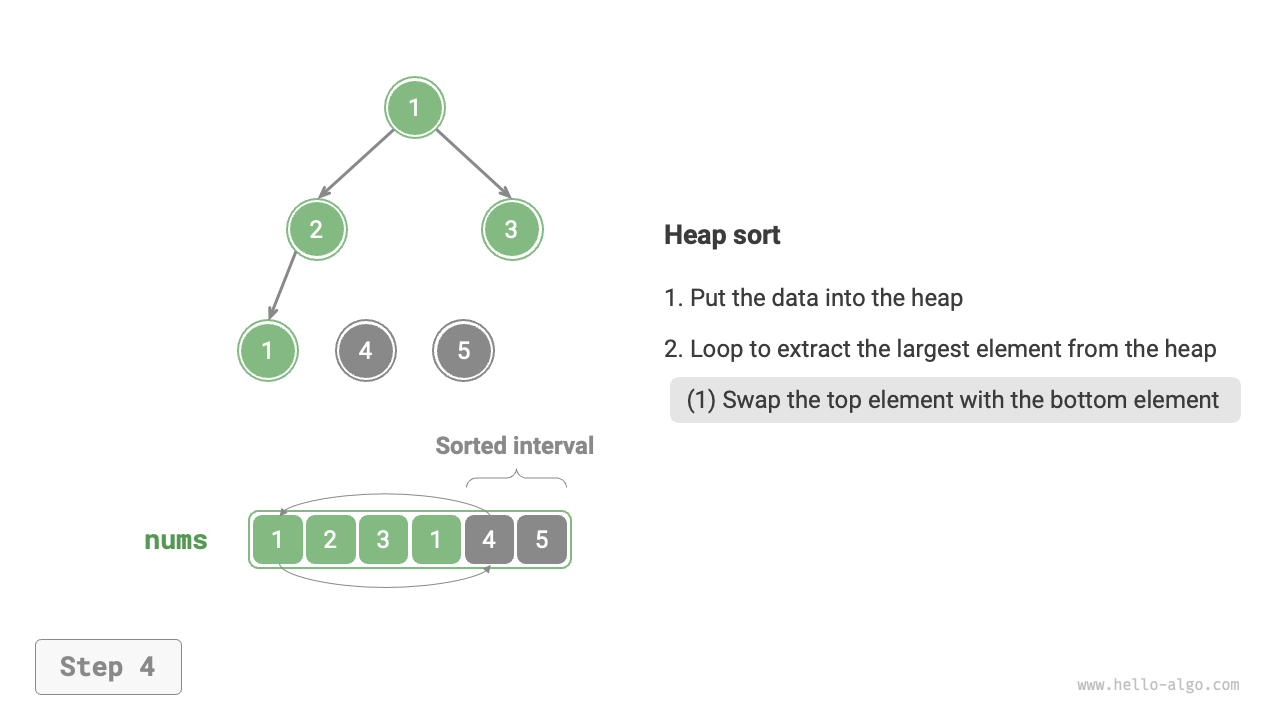 1
2 3
1 4 5
Heap sort
1. Put the data into the heap
2. Loop to extract the largest element from the heap
(1) Swap the top element with the bottom element
Sorted interval
nums 1 2 3 1 4 5
Step 4
www.hello-algo.com